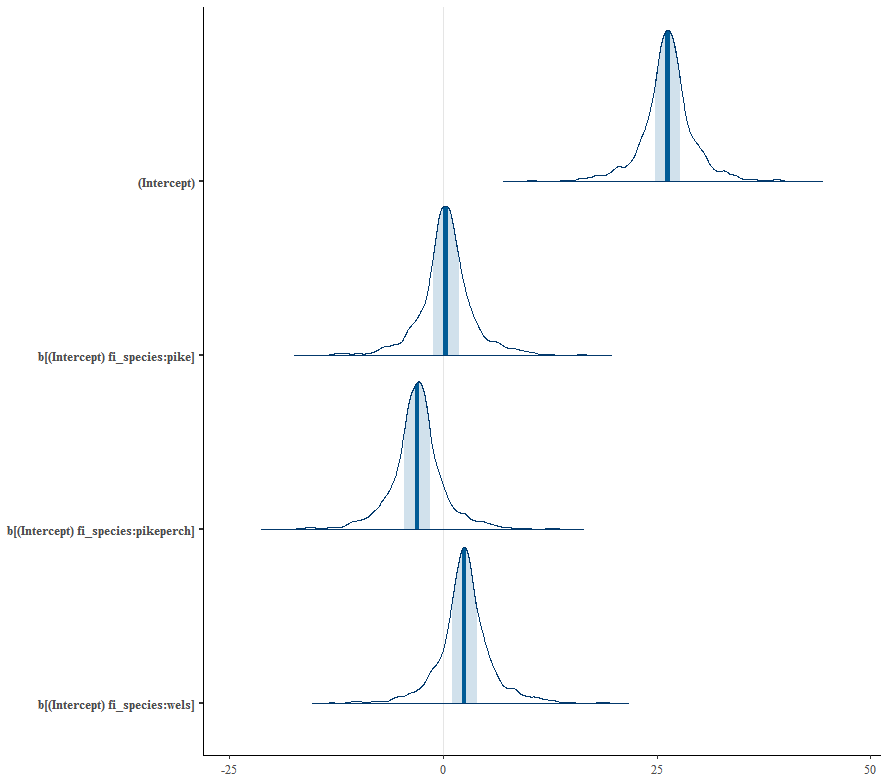 (Intercept)
b[(Intercept) fi_species:pike]
b[(Intercept) fi_species:pikeperch]
b[(Intercept) fi_species:wels]
-25 0 25 50